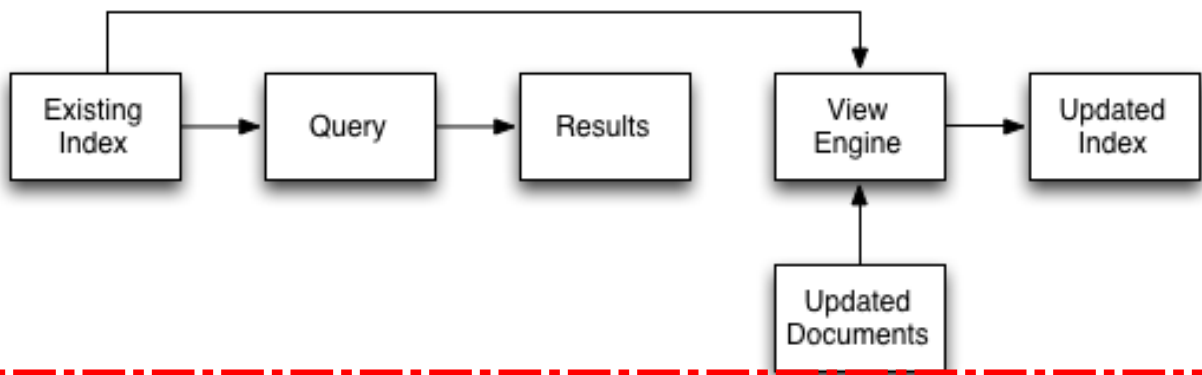 Existing
Index
Query
Results
View
Engine
Updated
Index
Updated
Documents